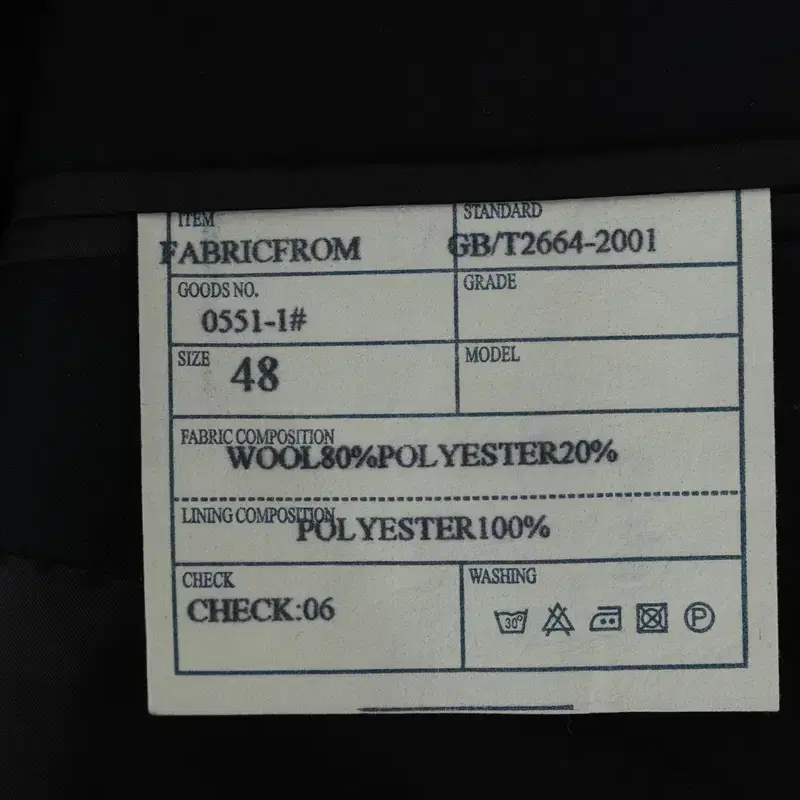 ITEM
FABRICFROM
STANDARD
GB/T2664-2001
GOODS NO.
0551-1#
GRADE
SIZE
48
MODEL
FABRIC COMPOSITION
WOOL80%POLYESTER20%
LINING COMPOSITION
POLYESTER100%
CHECK
CHECK:06
WASHING
30°
P